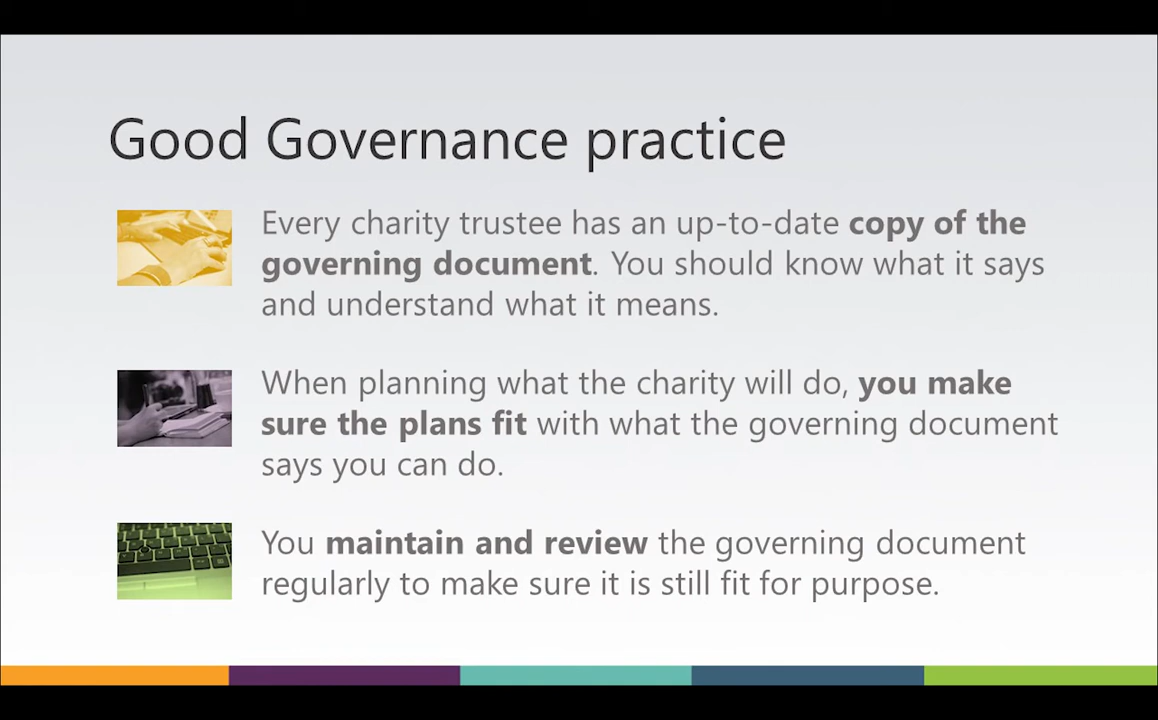 Good Governance practice
Every charity trustee has an up-to-date copy of the
governing document. You should know what it says
and understand what it means.
When planning what the charity will do, you make
sure the plans fit with what the governing document
says you can do.
You maintain and review the governing document
regularly to make sure it is still fit for purpose.